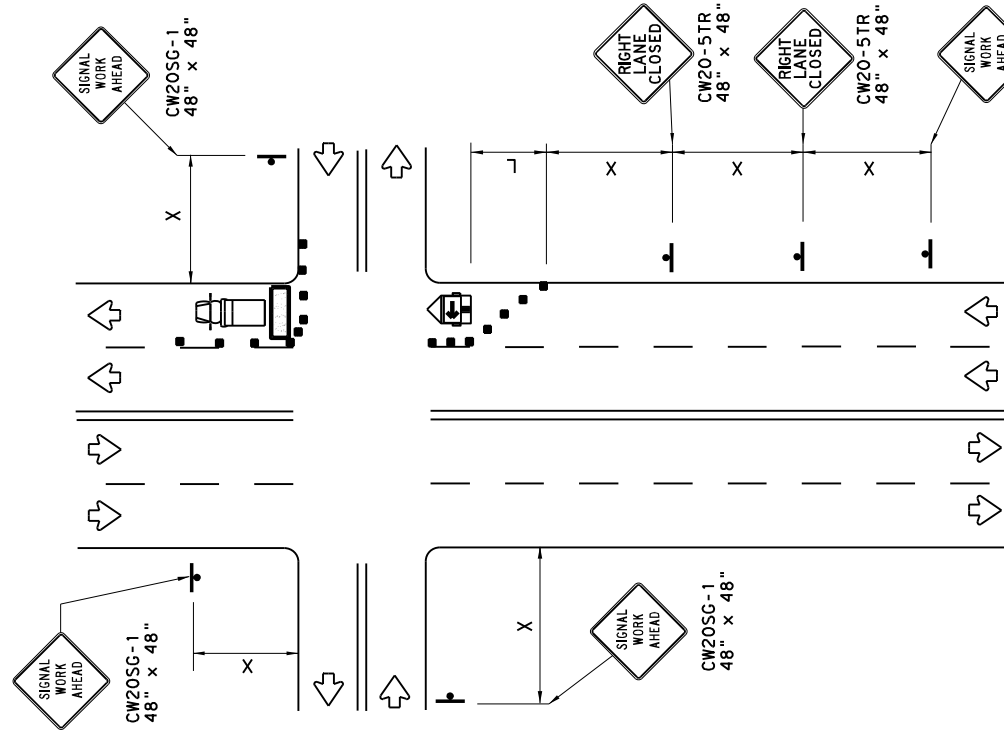 SIGNAL
WORK
AHEAD
CW20SG-1
48" x 48"
X
RIGHT
LANE
CLOSED
CW20-5TR
48" x 48"
RIGHT
LANE
CLOSED
CW20-5TR
48" x 48"
SIGNAL
WORK
AHEAD
L
X
X
X
SIGNAL
WORK
AHEAD
CW20SG-1
48" x 48"
X
X
SIGNAL
WORK
AHEAD
CW20SG-1
48" x 48"